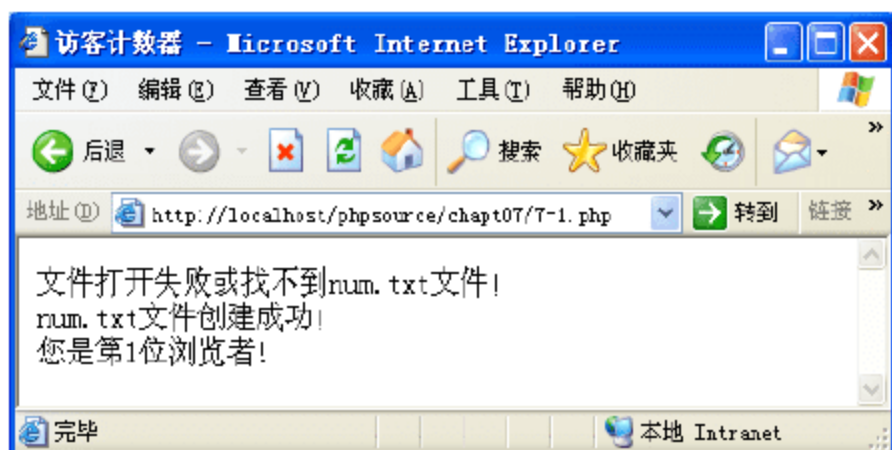 访客计数器 - Microsoft Internet Explorer
文件(F) 编辑(E) 查看(V) 收藏(A) 工具(T) 帮助(H)
后退 搜索 收藏夹 »
地址(D) http://localhost/phpsource/chapt07/7-1.php 转到 链接 »
文件打开失败或找不到num.txt文件!
num.txt文件创建成功!
您是第1位浏览者!
完毕 本地 Intranet